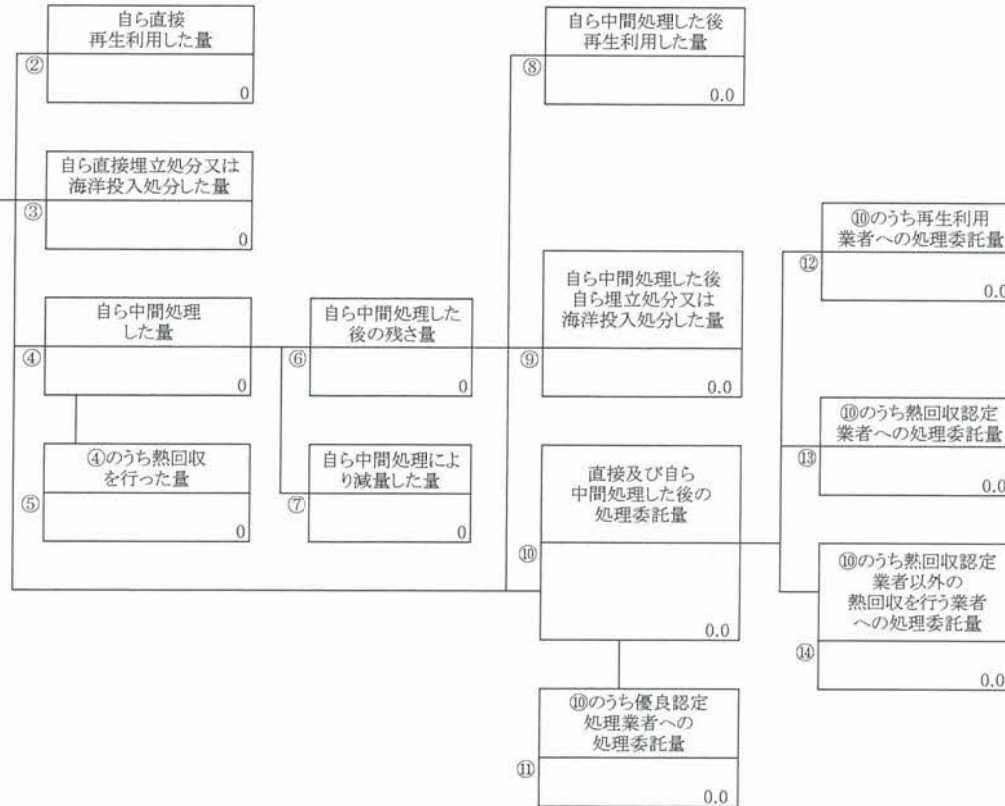 自ら直接
再生利用した量
②
0
自ら直接埋立処分又は
海洋投入処分した量
③
0
自ら中間処理
した量
④
0
④のうち熱回収
を行った量
⑤
0
自ら中間処理した
後の残さ量
⑥
0
自ら中間処理によ
り減量した量
⑦
0
自ら中間処理した後
再生利用した量
⑧
0.0
自ら中間処理した後
自ら埋立処分又は
海洋投入処分した量
⑨
0.0
直接及び自ら
中間処理した後の
処理委託量
⑩
0.0
⑩のうち優良認定
処理業者への
処理委託量
⑪
0.0
⑩のうち再生利用
業者への処理委託量
⑫
0.0
⑩のうち熱回収認定
業者への処理委託量
⑬
0.0
⑩のうち熱回収認定
業者以外の
熱回収を行う業者
への処理委託量
⑭
0.0